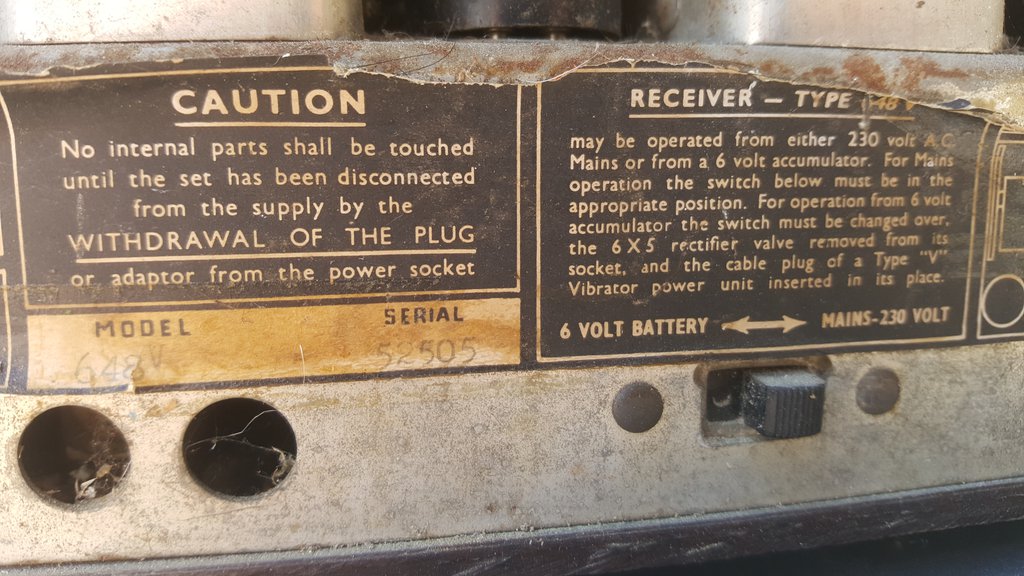 CAUTION
No internal parts shall be touched
until the set has been disconnected
from the supply by the
WITHDRAWAL OF THE PLUG
or adaptor from the power socket
MODEL SERIAL
648V 52505
RECEIVER — TYPE 48 V
may be operated from either 230 volt A.C.
Mains or from a 6 volt accumulator. For Mains
operation the switch below must be in the
appropriate position. For operation from 6 volt
accumulator the switch must be changed over,
the 6X5 rectifier valve removed from its
socket, and the cable plug of a Type "V"
Vibrator power unit inserted in its place.
6 VOLT BATTERY MAINS-230 VOLT